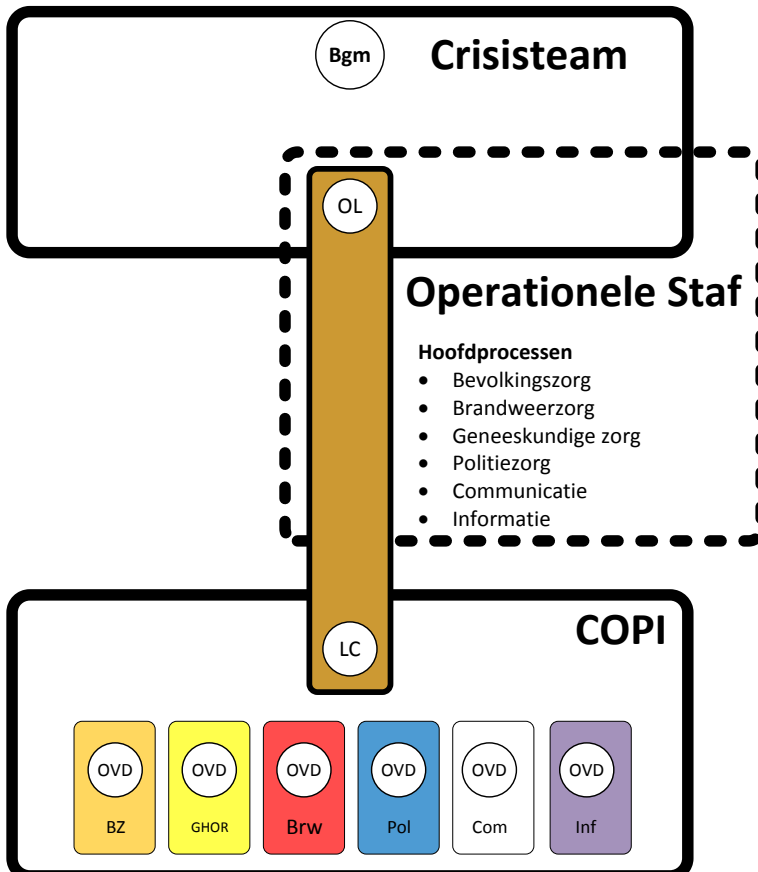 Bgm
Crisisteam
OL
Operationele Staf
Hoofdprocessen
• Bevolkingszorg
• Brandweerzorg
• Geneeskundige zorg
• Politiezorg
• Communicatie
• Informatie
COPI
LC
OVD OVD OVD OVD OVD OVD
BZ GHOR Brw Pol Com Inf